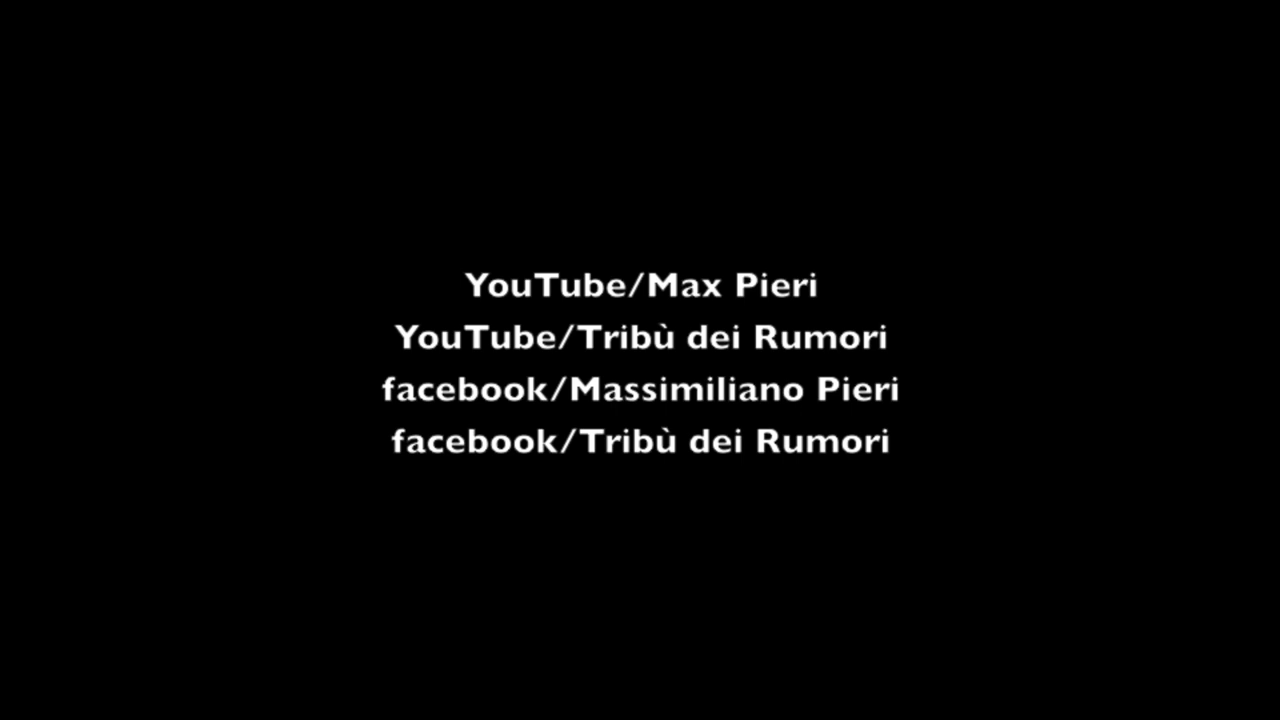 YouTube/Max Pieri
YouTube/Tribù dei Rumori
facebook/Massimiliano Pieri
facebook/Tribù dei Rumori